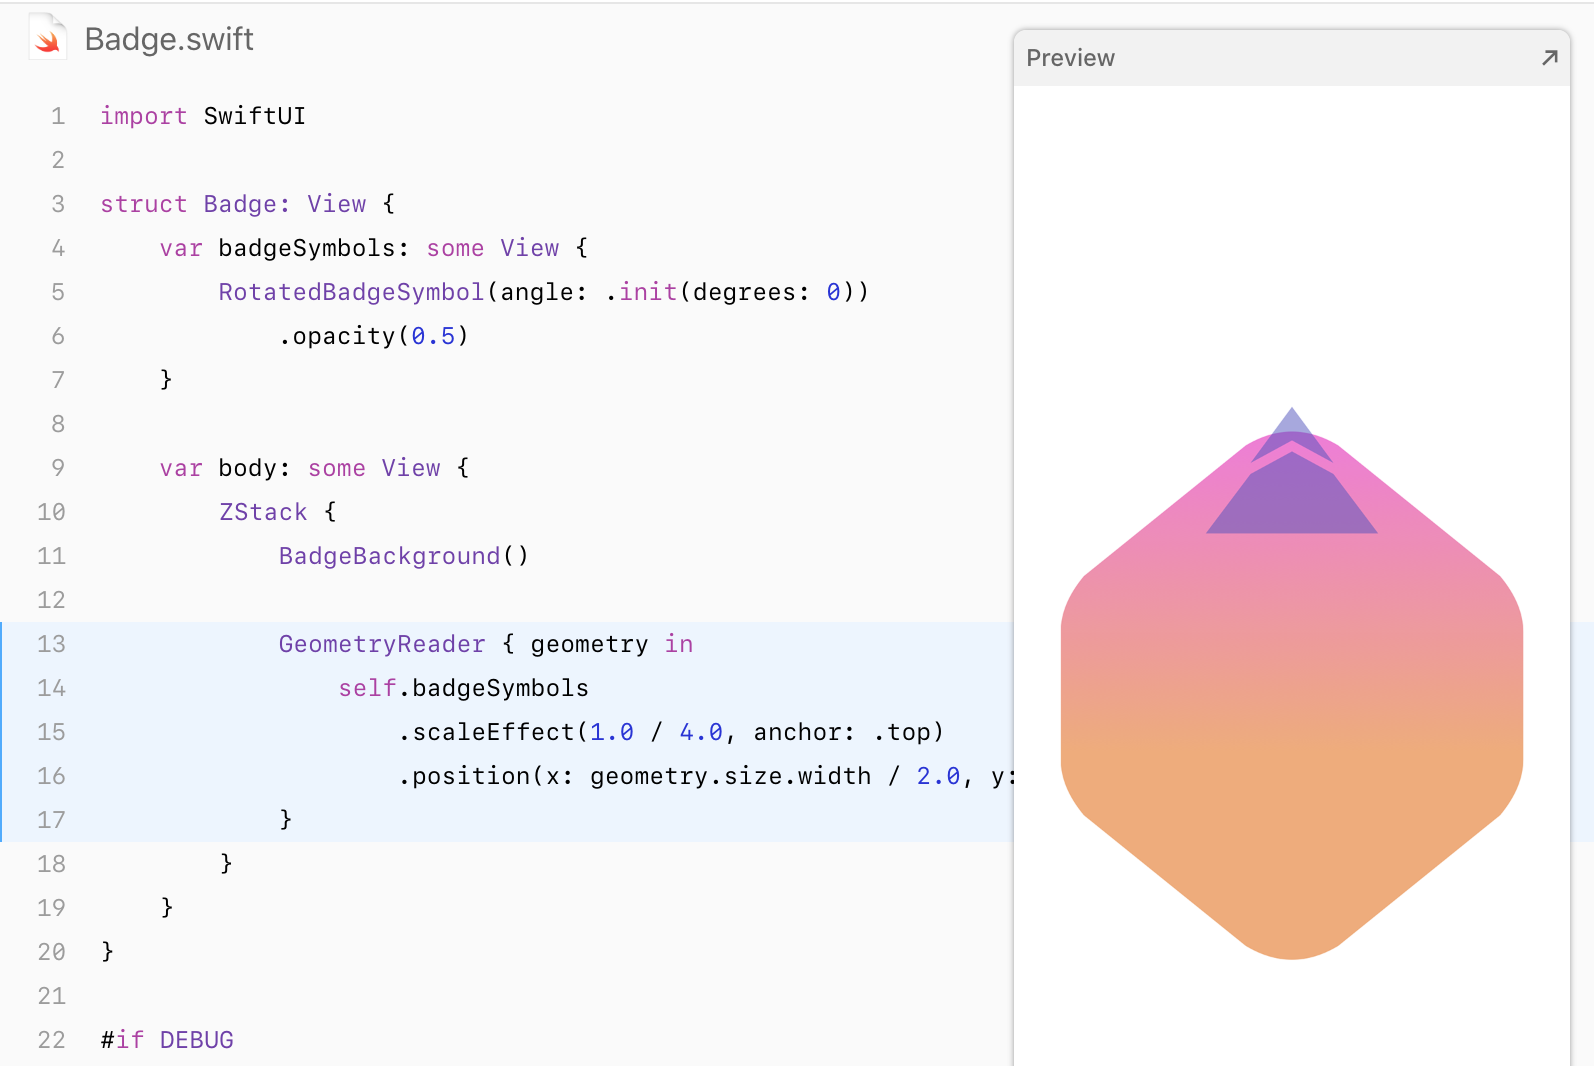 Badge.swift
Preview
1 import SwiftUI
2
3 struct Badge: View {
4 var badgeSymbols: some View {
5 RotatedBadgeSymbol(angle: .init(degrees: 0))
6 .opacity(0.5)
7 }
8
9 var body: some View {
10 ZStack {
11 BadgeBackground()
12
13 GeometryReader { geometry in
14 self.badgeSymbols
15 .scaleEffect(1.0 / 4.0, anchor: .top)
16 .position(x: geometry.size.width / 2.0, y:
17 }
18 }
19 }
20 }
21
22 #if DEBUG